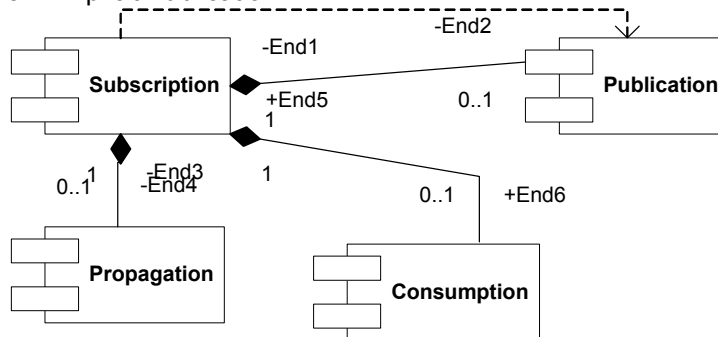 -End2
-End1
Subscription
Publication
+End5
0..1
1
1
-End3
1
0..1
-End4
0..1
+End6
Propagation
Consumption